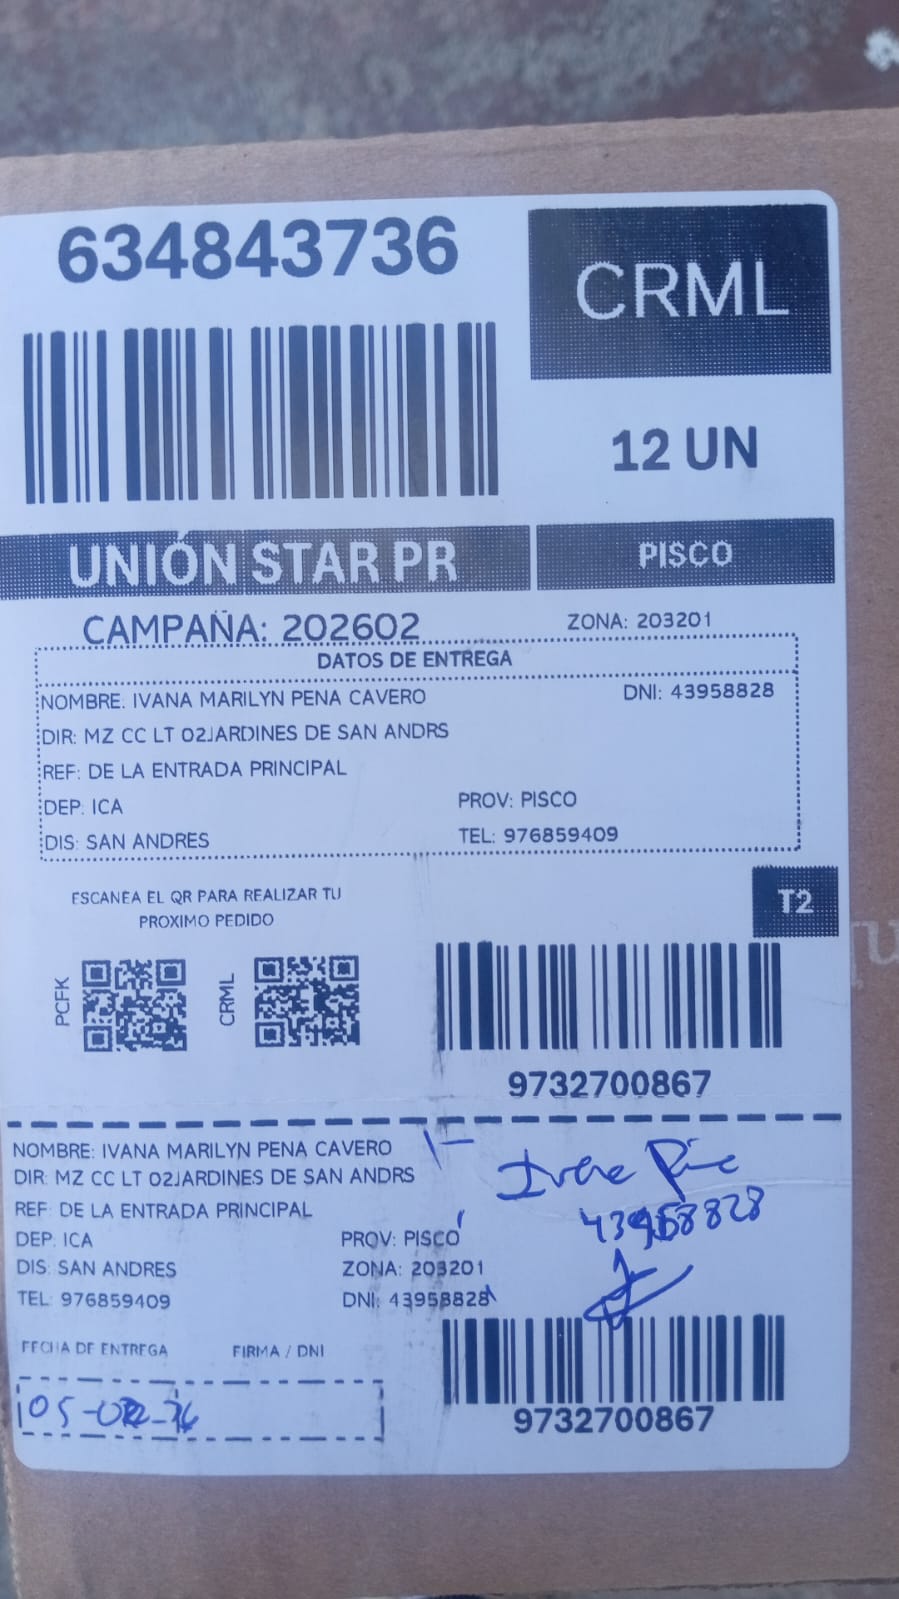 634843736
CRML
12 UN
UNIÓN STAR PR
PISCO
CAMPAÑA: 202602
ZONA: 203201
DATOS DE ENTREGA
NOMBRE: IVANA MARILYN PENA CAVERO DNI: 43958828
DIR: MZ CC LT 02JARDINES DE SAN ANDRS
REF: DE LA ENTRADA PRINCIPAL
DEP: ICA PROV: PISCO
DIS: SAN ANDRES TEL: 976859409
ESCANEA EL QR PARA REALIZAR TU
PROXIMO PEDIDO
T2
PCFK
CRML
9732700867
NOMBRE: IVANA MARILYN PENA CAVERO
DIR: MZ CC LT 02JARDINES DE SAN ANDRS
REF: DE LA ENTRADA PRINCIPAL
DEP: ICA PROV: PISCO
DIS: SAN ANDRES ZONA: 203201
TEL: 976859409 DNI: 43958828
43958828
FECHA DE ENTREGA FIRMA / DNI
9732700867